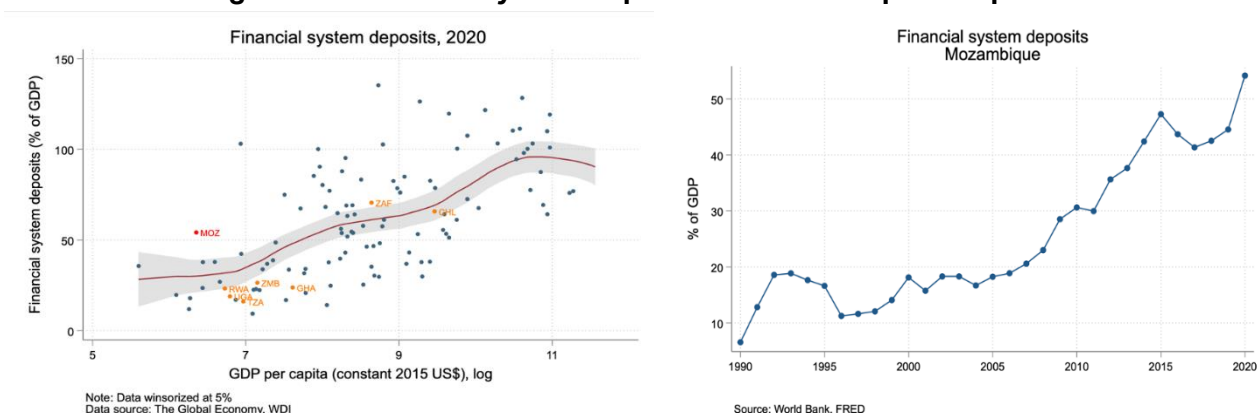 Financial system deposits, 2020
Financial system deposits (% of GDP)
150
100
50
0
MOZ
RWA
UGA
TZA
ZMB
GHA
ZAF
CHL
5
7
9
11
GDP per capita (constant 2015 US$), log
Note: Data winsorized at 5%
Data source: The Global Economy, WDI
Financial system deposits
Mozambique
% of GDP
50
40
30
20
10
1990
1995
2000
2005
2010
2015
2020
Source: World Bank, FRED